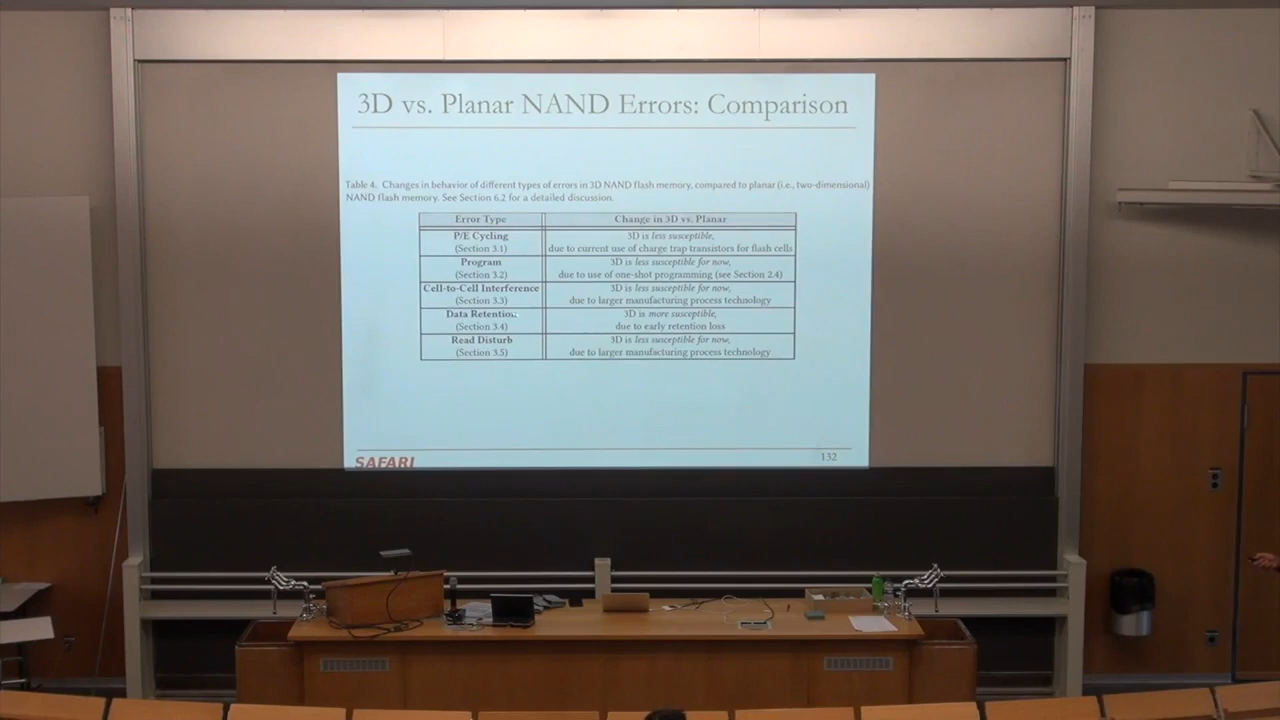 3D vs. Planar NAND Errors: Comparison
Table 4. Changes in behavior of different types of errors in 3D NAND flash memory, compared to planar (i.e., two-dimensional)
NAND flash memory. See Section 6.2 for a detailed discussion.
Error Type
Change in 3D vs. Planar
P/E Cycling
(Section 3.1)
3D is less susceptible,
due to current use of charge trap transistors for flash cells
Program
(Section 3.2)
3D is less susceptible for now,
due to use of one-shot programming (see Section 2.4)
Cell-to-Cell Interference
(Section 3.3)
3D is less susceptible for now,
due to larger manufacturing process technology
Data Retention
(Section 3.4)
3D is more susceptible,
due to early retention loss
Read Disturb
(Section 3.5)
3D is less susceptible for now,
due to larger manufacturing process technology
SAFARI
132